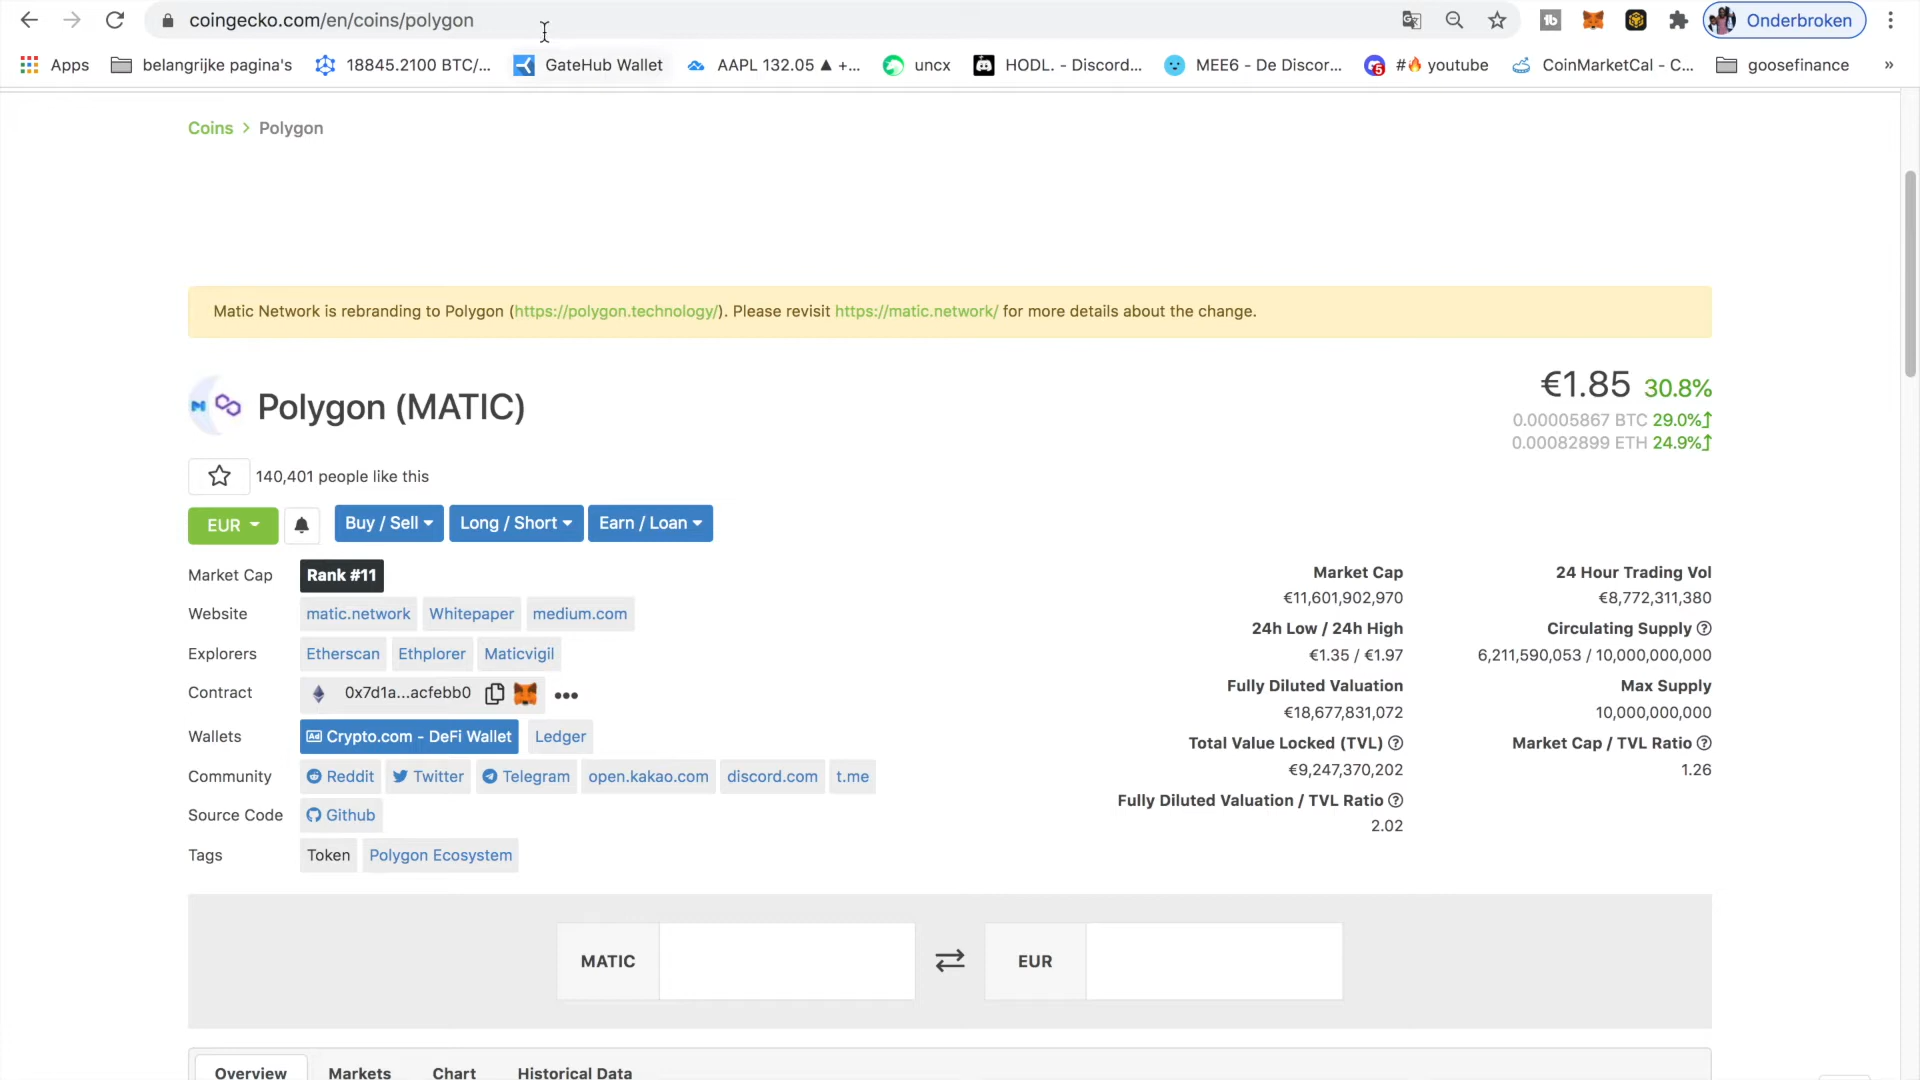 coingecko.com/en/coins/polygon
Onderbroken
Apps
belangrijke pagina's
18845.2100 BTC/...
GateHub Wallet
AAPL 132.05 ▲ +...
uncx
HODL. - Discord...
MEE6 - De Discor...
5
#🔥 youtube
CoinMarketCal - C...
goosefinance
»
Coins > Polygon
Matic Network is rebranding to Polygon (https://polygon.technology/). Please revisit https://matic.network/ for more details about the change.
Polygon (MATIC)
€1.85 30.8%
0.00005867 BTC 29.0%
0.00082899 ETH 24.9%
140,401 people like this
EUR
Buy / Sell
Long / Short
Earn / Loan
Market Cap Rank #11
Website matic.network Whitepaper medium.com
Explorers Etherscan Ethplorer Maticvigil
Contract 0x7d1a...acfebb0
Wallets Ad Crypto.com - DeFi Wallet Ledger
Community Reddit Twitter Telegram open.kakao.com discord.com t.me
Source Code Github
Tags Token Polygon Ecosystem
Market Cap
€11,601,902,970
24h Low / 24h High
€1.35 / €1.97
Fully Diluted Valuation
€18,677,831,072
Total Value Locked (TVL)
€9,247,370,202
Fully Diluted Valuation / TVL Ratio
2.02
24 Hour Trading Vol
€8,772,311,380
Circulating Supply
6,211,590,053 / 10,000,000,000
Max Supply
10,000,000,000
Market Cap / TVL Ratio
1.26
MATIC
EUR
Overview Markets Chart Historical Data